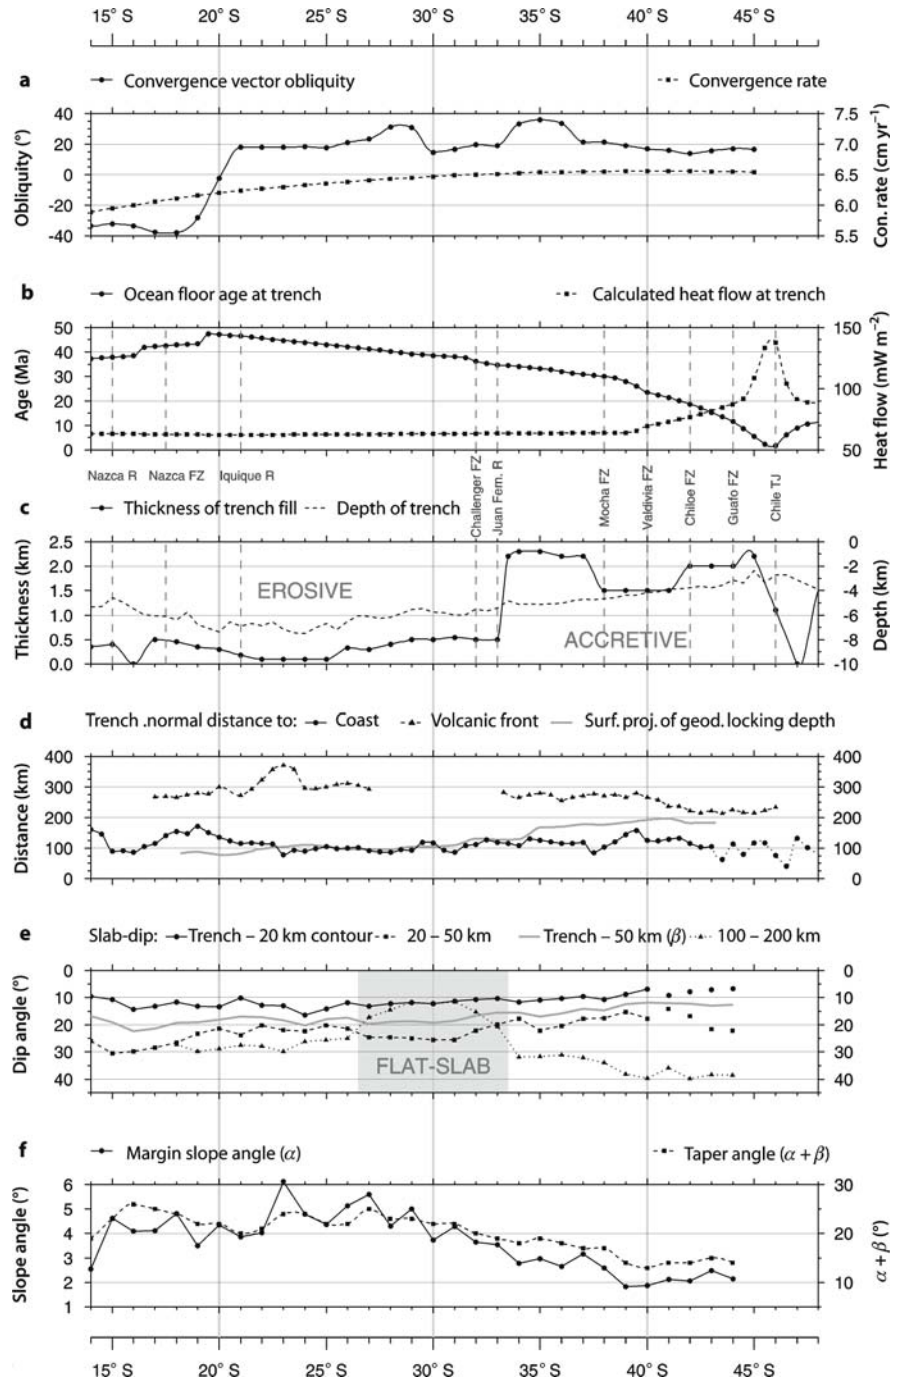 15° S 20° S 25° S 30° S 35° S 40° S 45° S
a Convergence vector obliquity Convergence rate
Obliquity (°)
40
20
0
-20
-40
7.5
7.0
6.5
6.0
5.5
Con. rate (cm yr⁻¹)
b Ocean floor age at trench Calculated heat flow at trench
Age (Ma)
50
40
30
20
10
0
150
100
50
Heat flow (mW m⁻²)
Nazca R Nazca FZ Iquique R Challenger FZ Juan Fern. R Mocha FZ Valdivia FZ Chiloe FZ Guafo FZ Chile TJ
c Thickness of trench fill Depth of trench
Thickness (km)
2.5
2.0
1.5
1.0
0.5
0.0
EROSIVE
ACCRETIVE
0
-2
-4
-6
-8
-10
Depth (km)
d Trench .normal distance to: Coast Volcanic front Surf. proj. of geod. locking depth
Distance (km)
400
300
200
100
0
400
300
200
100
0
e Slab-dip: Trench – 20 km contour 20 – 50 km Trench – 50 km (β) 100 – 200 km
Dip angle (°)
0
10
20
30
40
FLAT-SLAB
0
10
20
30
40
f Margin slope angle (α) Taper angle (α + β)
Slope angle (°)
6
5
4
3
2
1
30
20
10
α + β (°)
15° S 20° S 25° S 30° S 35° S 40° S 45° S